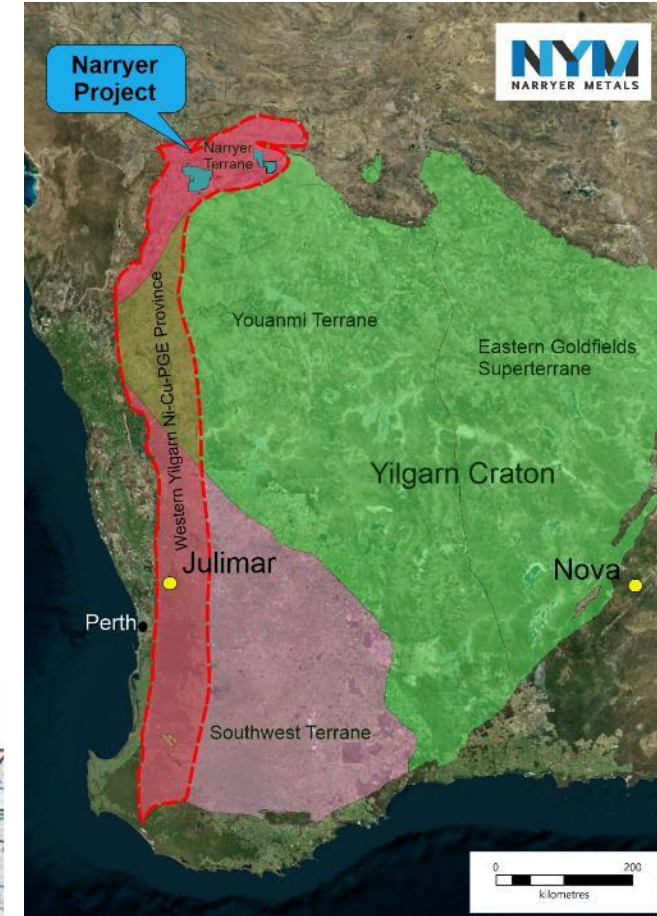 NYM
NARRYER METALS
Narryer
Project
Narryer
Terrane
Western Yilgarn Ni-Cu-PGE Province
Youanmi Terrane
Eastern Goldfields
Superterrane
Yilgarn Craton
Julimar
Nova
Perth
Southwest Terrane
0 200
kilometres